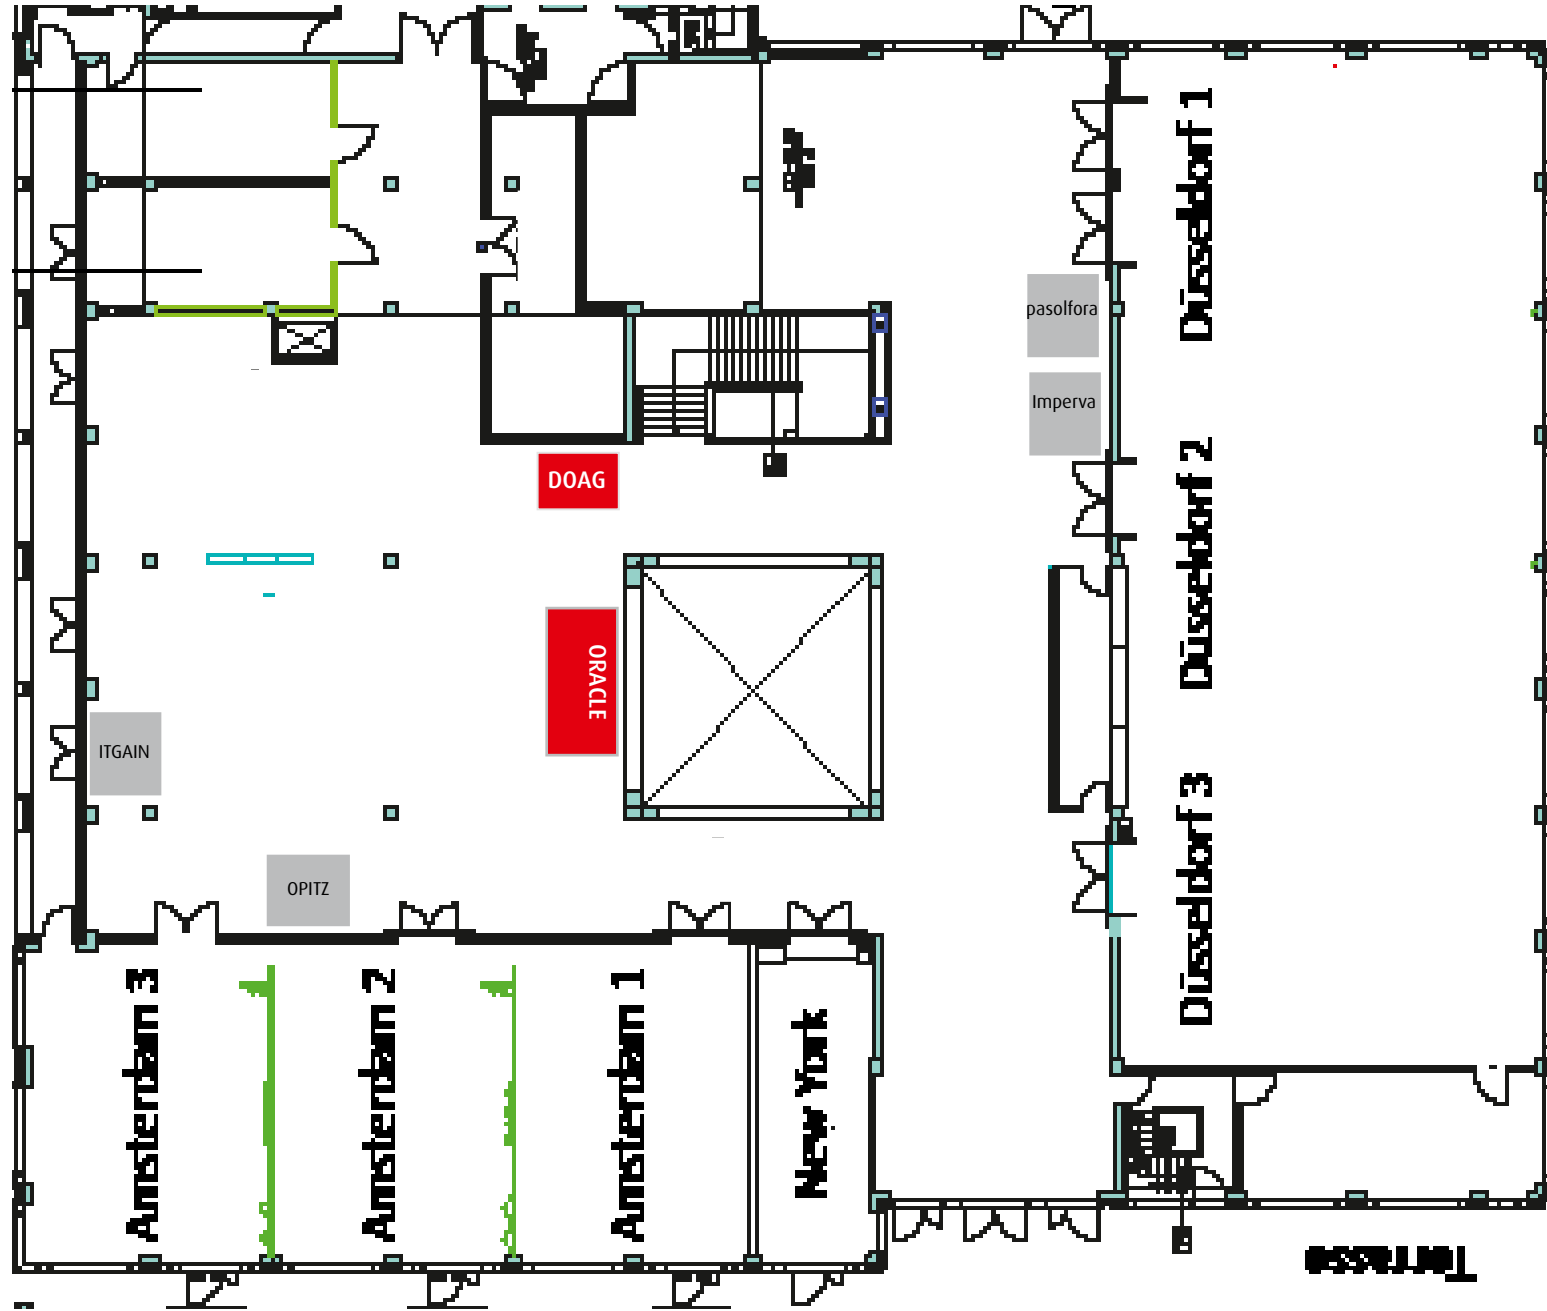 Düsseldorf 1
pasolfora
Imperva
DOAG
Düsseldorf 2
ORACLE
ITGAIN
Düsseldorf 3
OPITZ
Amsterdam 3
Amsterdam 2
Amsterdam 1
New York
Terrasse